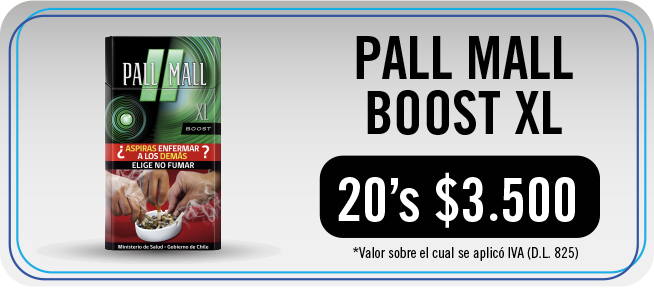 PALL MALL
XL
BOOST
¿ ASPIRAS ENFERMAR
A LOS DEMÁS ?
ELIGE NO FUMAR
Ministerio de Salud - Gobierno de Chile
PALL MALL
BOOST XL
20's $3.500
*Valor sobre el cual se aplicó IVA (D.L. 825)